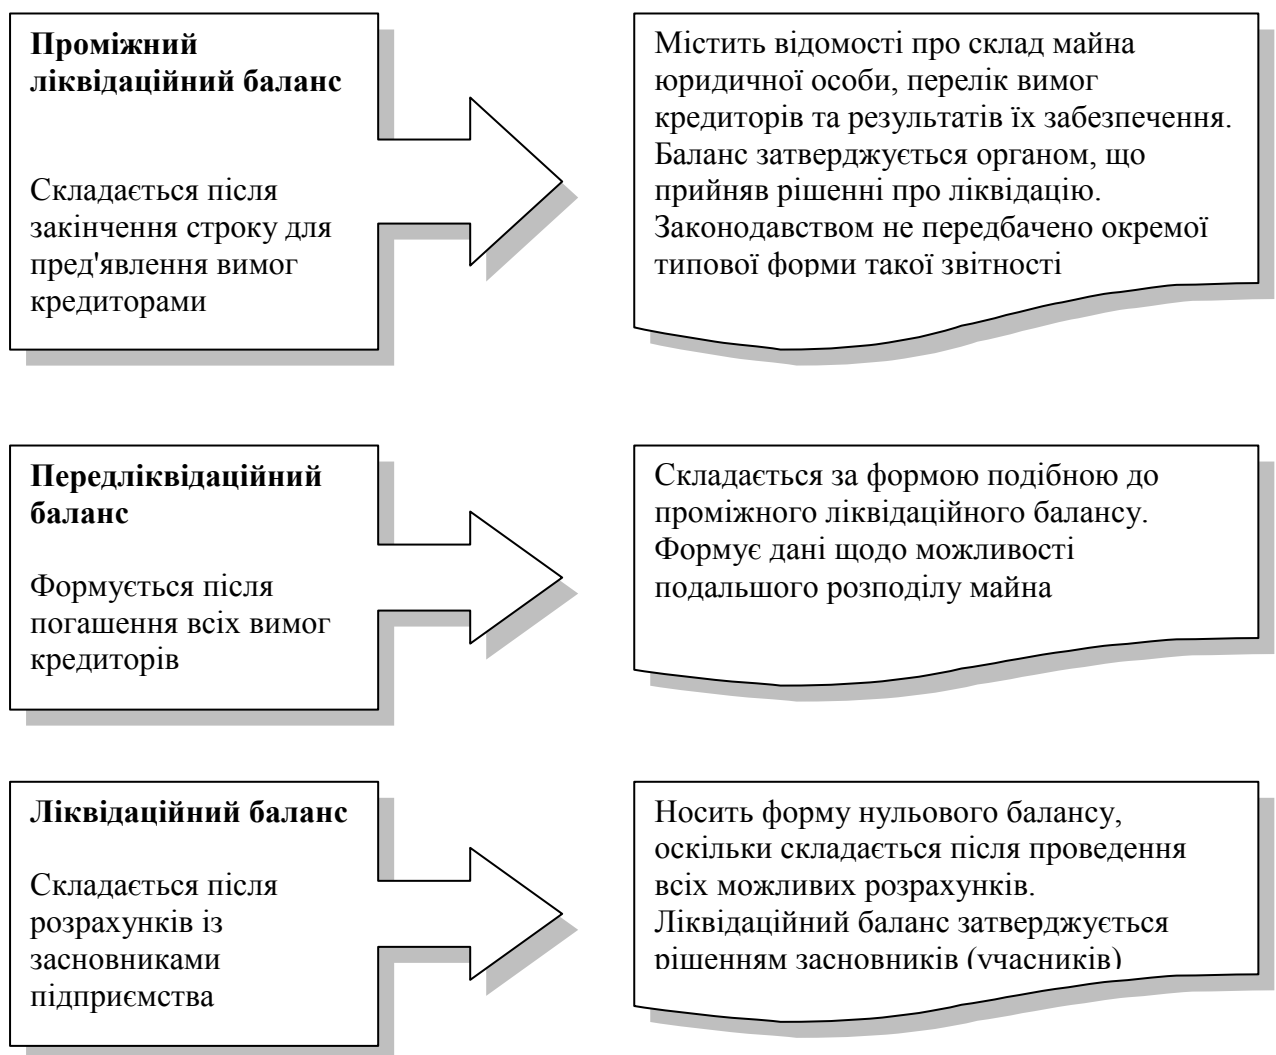 Проміжний
ліквідаційний баланс
Складається після
закінчення строку для
пред'явлення вимог
кредиторами
Містить відомості про склад майна
юридичної особи, перелік вимог
кредиторів та результатів їх забезпечення.
Баланс затверджується органом, що
прийняв рішенні про ліквідацію.
Законодавством не передбачено окремої
типової форми такої звітності
Передліквідаційний
баланс
Формується після
погашення всіх вимог
кредиторів
Складається за формою подібною до
проміжного ліквідаційного балансу.
Формує дані щодо можливості
подальшого розподілу майна
Ліквідаційний баланс
Складається після
розрахунків із
засновниками
підприємства
Носить форму нульового балансу,
оскільки складається після проведення
всіх можливих розрахунків.
Ліквідаційний баланс затверджується
рішенням засновників (учасників)